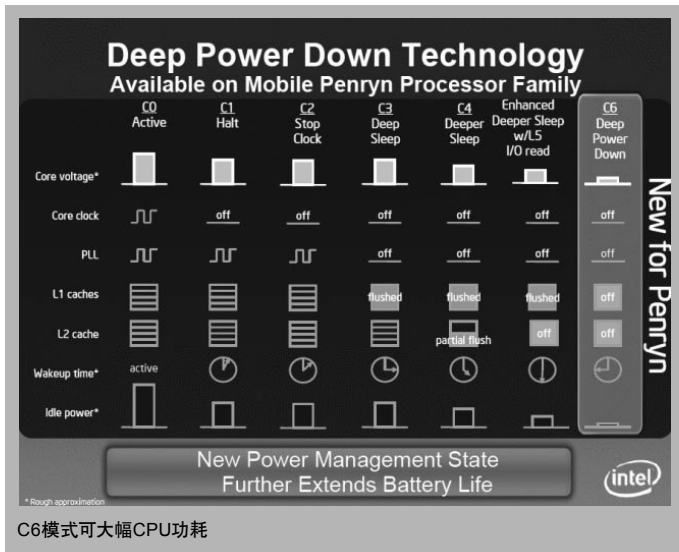 Deep Power Down Technology
Available on Mobile Penryn Processor Family
C0 Active
C1 Halt
C2 Stop Clock
C3 Deep Sleep
C4 Deeper Sleep
Enhanced Deeper Sleep w/L5 I/O read
C6 Deep Power Down
Core voltage*
Core clock off off off off off off
PLL off off off off
L1 caches flushed flushed flushed off
L2 cache partial flush off off
Wakeup time* active
Idle power*
New for Penryn
New Power Management State
Further Extends Battery Life
intel
* Rough approximation
C6模式可大幅CPU功耗